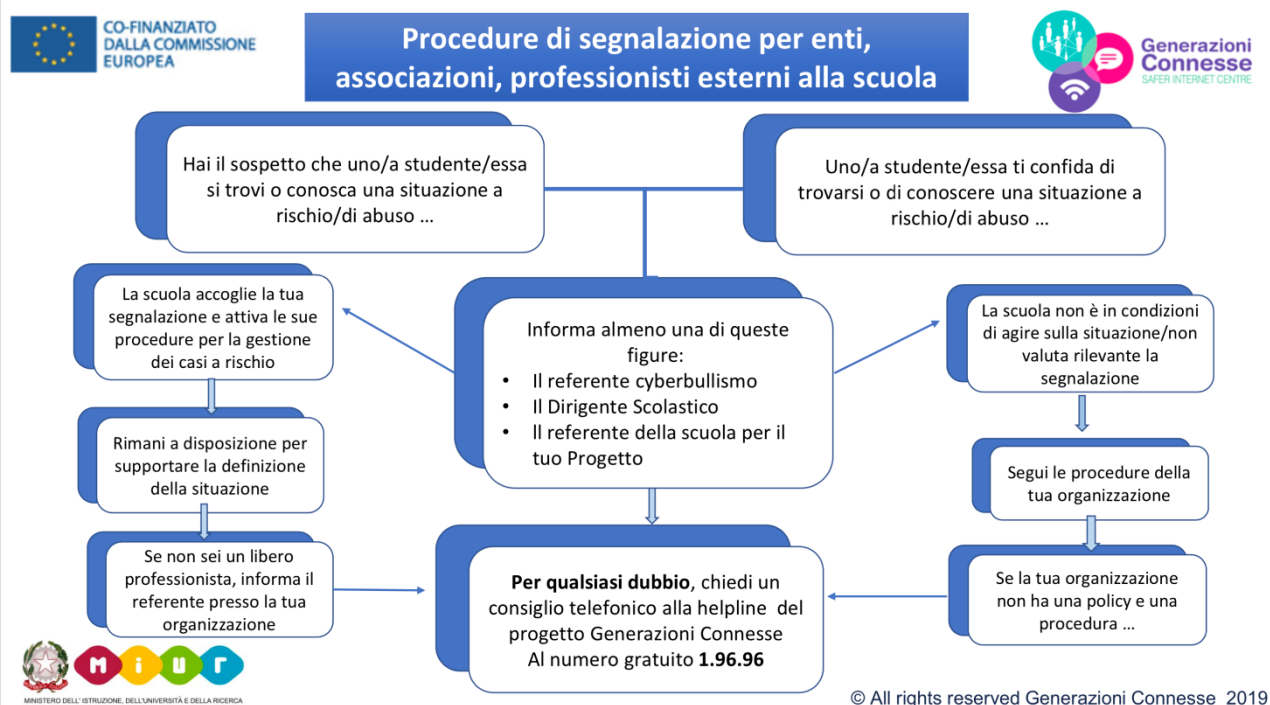 CO-FINANZIATO
DALLA COMMISSIONE
EUROPEA
Procedure di segnalazione per enti,
associazioni, professionisti esterni alla scuola
Generazioni
Connesse
SAFER INTERNET CENTRE
Hai il sospetto che uno/a studente/essa
si trovi o conosca una situazione a
rischio/di abuso ...
Uno/a studente/essa ti confida di
trovarsi o di conoscere una situazione a
rischio/di abuso ...
La scuola accoglie la tua
segnalazione e attiva le sue
procedure per la gestione
dei casi a rischio
Informa almeno una di queste
figure:
• Il referente cyberbullismo
• Il Dirigente Scolastico
• Il referente della scuola per il
tuo Progetto
La scuola non è in condizioni
di agire sulla situazione/non
valuta rilevante la
segnalazione
Rimani a disposizione per
supportare la definizione
della situazione
Segui le procedure della
tua organizzazione
Se non sei un libero
professionista, informa il
referente presso la tua
organizzazione
Per qualsiasi dubbio, chiedi un
consiglio telefonico alla helpline del
progetto Generazioni Connesse
Al numero gratuito 1.96.96
Se la tua organizzazione
non ha una policy e una
procedura ...
MIUR
MINISTERO DELL'ISTRUZIONE, DELL'UNIVERSITÀ E DELLA RICERCA
© All rights reserved Generazioni Connesse 2019